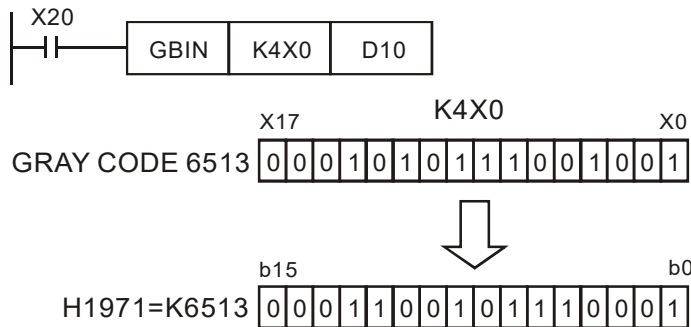 X20
GBIN K4X0 D10
K4X0
X17 X0
GRAY CODE 6513 0 0 0 1 0 1 0 1 1 1 0 0 1 0 0 1
b15 b0
H1971=K6513 0 0 0 1 1 0 0 1 0 1 1 1 0 0 0 1